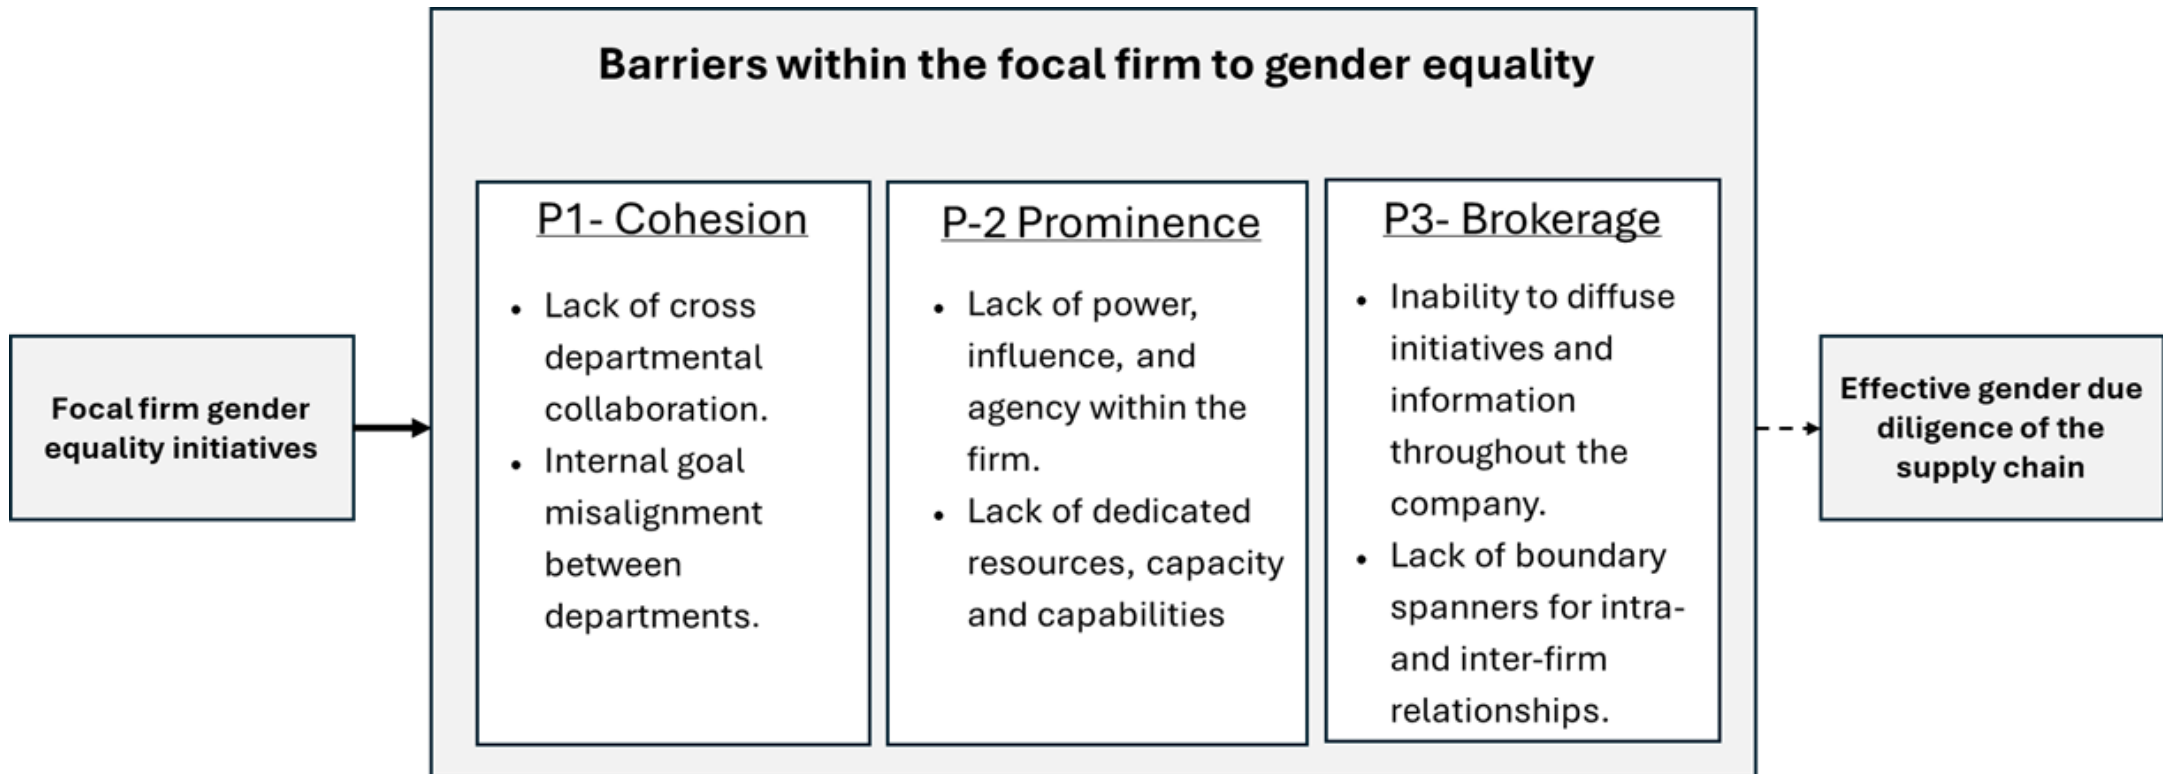 Barriers within the focal firm to gender equality
Focal firm gender
equality initiatives
P1- Cohesion
• Lack of cross
departmental
collaboration.
• Internal goal
misalignment
between
departments.
P-2 Prominence
• Lack of power,
influence, and
agency within the
firm.
• Lack of dedicated
resources, capacity
and capabilities
P3- Brokerage
• Inability to diffuse
initiatives and
information
throughout the
company.
• Lack of boundary
spanners for intra-
and inter-firm
relationships.
Effective gender due
diligence of the
supply chain